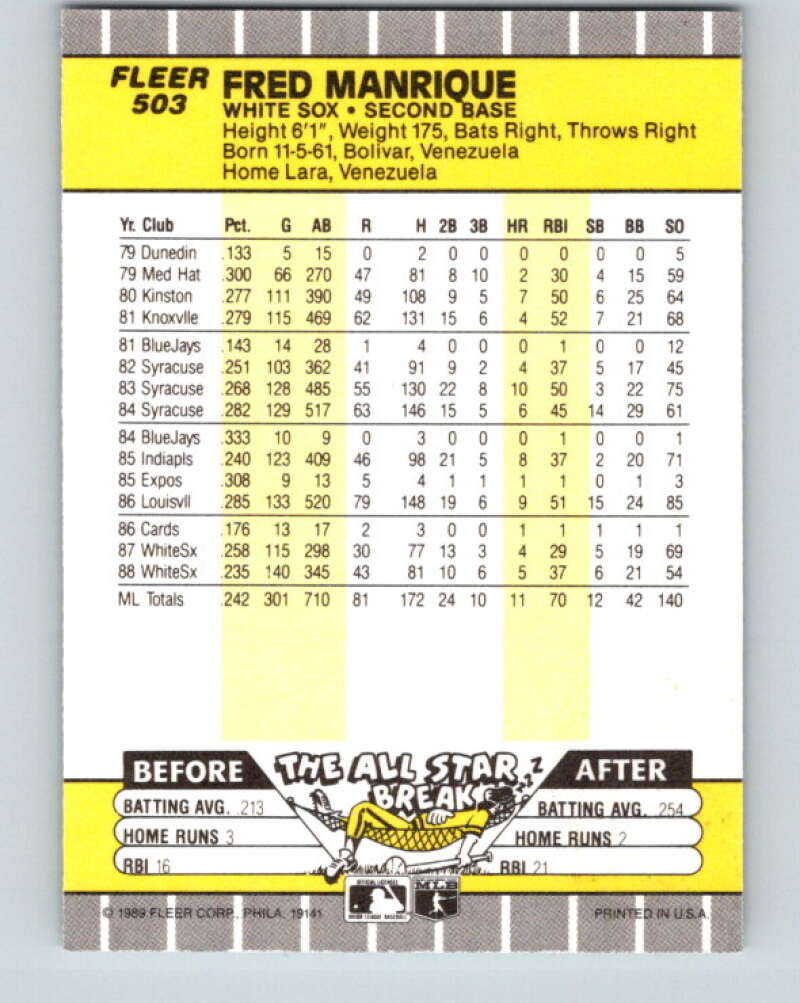 FLEER FRED MANRIQUE
503 WHITE SOX • SECOND BASE
Height 6'1", Weight 175, Bats Right, Throws Right
Born 11-5-61, Bolivar, Venezuela
Home Lara, Venezuela
Yr. Club Pct. G AB R H 2B 3B HR RBI SB BB SO
79 Dunedin .133 5 15 0 2 0 0 0 0 0 0 5
79 Med Hat .300 66 270 47 81 8 10 2 30 4 15 59
80 Kinston .277 111 390 49 108 9 5 7 50 6 25 64
81 Knoxvlle .279 115 469 62 131 15 6 4 52 7 21 68
81 BlueJays .143 14 28 1 4 0 0 0 1 0 0 12
82 Syracuse .251 103 362 41 91 9 2 4 37 5 17 45
83 Syracuse .268 128 485 55 130 22 8 10 50 3 22 75
84 Syracuse .282 129 517 63 146 15 5 6 45 14 29 61
84 BlueJays .333 10 9 0 3 0 0 0 1 0 0 1
85 Indiapls .240 123 409 46 98 21 5 8 37 2 20 71
85 Expos .308 9 13 5 4 1 1 1 1 0 1 3
86 Louisvll .285 133 520 79 148 19 6 9 51 15 24 85
86 Cards .176 13 17 2 3 0 0 1 1 1 1 1
87 WhiteSx .258 115 298 30 77 13 3 4 29 5 19 69
88 WhiteSx .235 140 345 43 81 10 6 5 37 6 21 54
ML Totals .242 301 710 81 172 24 10 11 70 12 42 140
BEFORE THE ALL STAR BREAK ZZZ AFTER
BATTING AVG. .213 BATTING AVG. .254
HOME RUNS 3 HOME RUNS 2
RBI 16 RBI 21
MLB
© 1989 FLEER CORP., PHILA. 19141 PRINTED IN U.S.A.